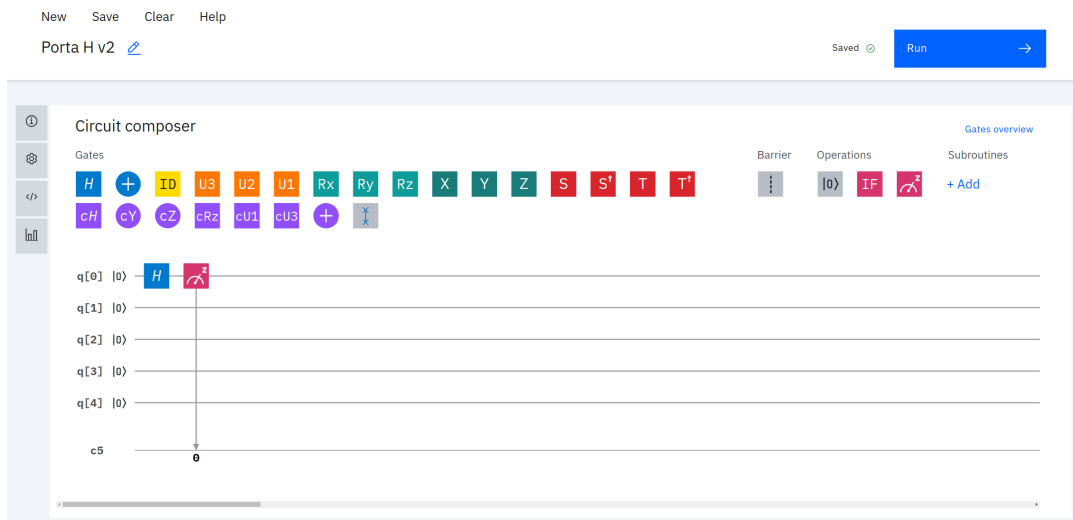 New Save Clear Help
Porta H v2
Saved
Run
Circuit composer
Gates overview
Gates Barrier Operations Subroutines
H + ID U3 U2 U1 Rx Ry Rz X Y Z S S† T T† |0⟩ IF z + Add
cH cY cZ cRz cU1 cU3 +
q[0] |0⟩ H z
q[1] |0⟩
q[2] |0⟩
q[3] |0⟩
q[4] |0⟩
c5
0